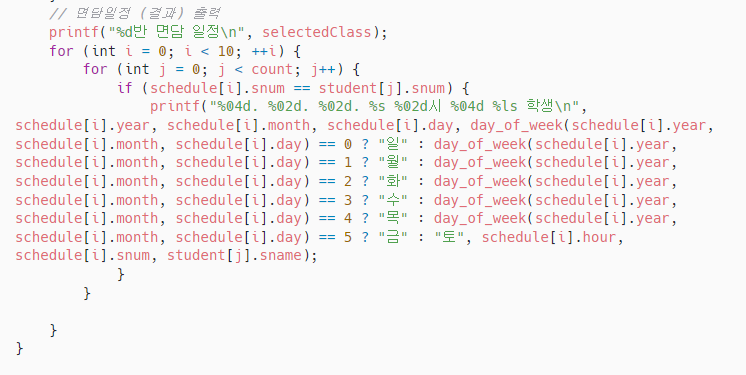 // 면담일정 (결과) 출력
printf("%d반 면담 일정\n", selectedClass);
for (int i = 0; i < 10; ++i) {
for (int j = 0; j < count; j++) {
if (schedule[i].snum == student[j].snum) {
printf("%04d. %02d. %02d. %s %02d시 %04d %ls 학생\n",
schedule[i].year, schedule[i].month, schedule[i].day, day_of_week(schedule[i].year,
schedule[i].month, schedule[i].day) == 0 ? "일" : day_of_week(schedule[i].year,
schedule[i].month, schedule[i].day) == 1 ? "월" : day_of_week(schedule[i].year,
schedule[i].month, schedule[i].day) == 2 ? "화" : day_of_week(schedule[i].year,
schedule[i].month, schedule[i].day) == 3 ? "수" : day_of_week(schedule[i].year,
schedule[i].month, schedule[i].day) == 4 ? "목" : day_of_week(schedule[i].year,
schedule[i].month, schedule[i].day) == 5 ? "금" : "토", schedule[i].hour,
schedule[i].snum, student[j].sname);
}
}
}
}